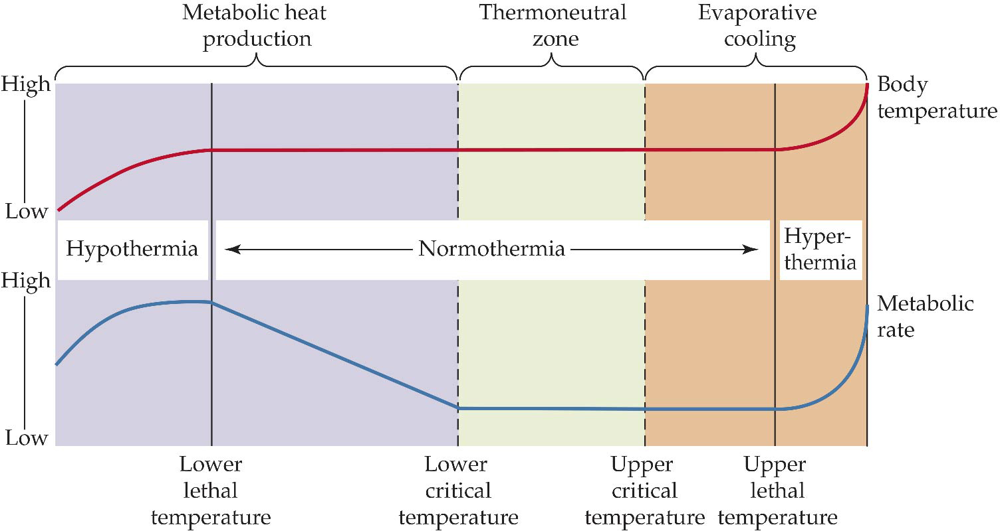 Metabolic heat
production
Thermoneutral
zone
Evaporative
cooling
High
Body
temperature
Low
Hypothermia
Normothermia
Hyper-
thermia
High
Metabolic
rate
Low
Lower
lethal
temperature
Lower
critical
temperature
Upper
critical
temperature
Upper
lethal
temperature